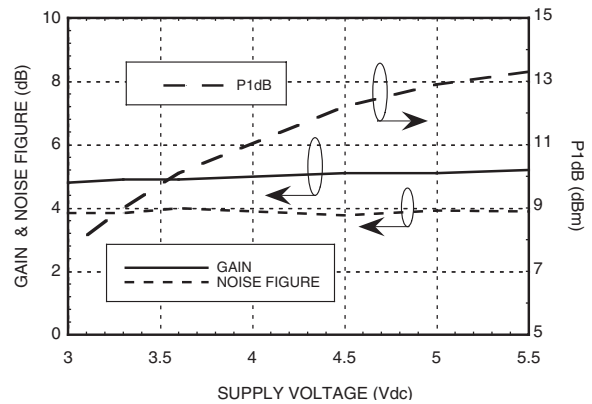 10
8
6
4
2
0
GAIN & NOISE FIGURE (dB)
P1dB
GAIN
NOISE FIGURE
15
13
11
9
7
5
P1dB (dBm)
3 3.5 4 4.5 5 5.5
SUPPLY VOLTAGE (Vdc)